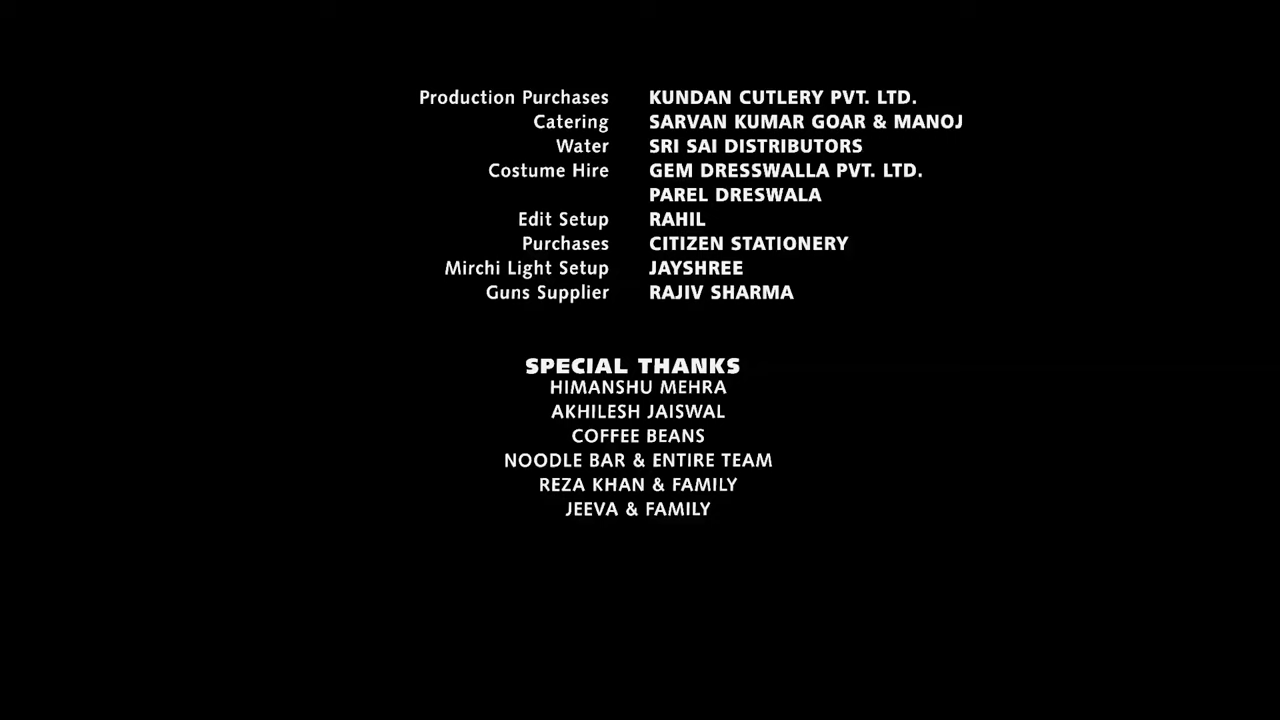 Production Purchases KUNDAN CUTLERY PVT. LTD.
Catering SARVAN KUMAR GOAR & MANOJ
Water SRI SAI DISTRIBUTORS
Costume Hire GEM DRESSWALLA PVT. LTD.
PAREL DRESWALA
Edit Setup RAHIL
Purchases CITIZEN STATIONERY
Mirchi Light Setup JAYSHREE
Guns Supplier RAJIV SHARMA
SPECIAL THANKS
HIMANSHU MEHRA
AKHILESH JAISWAL
COFFEE BEANS
NOODLE BAR & ENTIRE TEAM
REZA KHAN & FAMILY
JEEVA & FAMILY